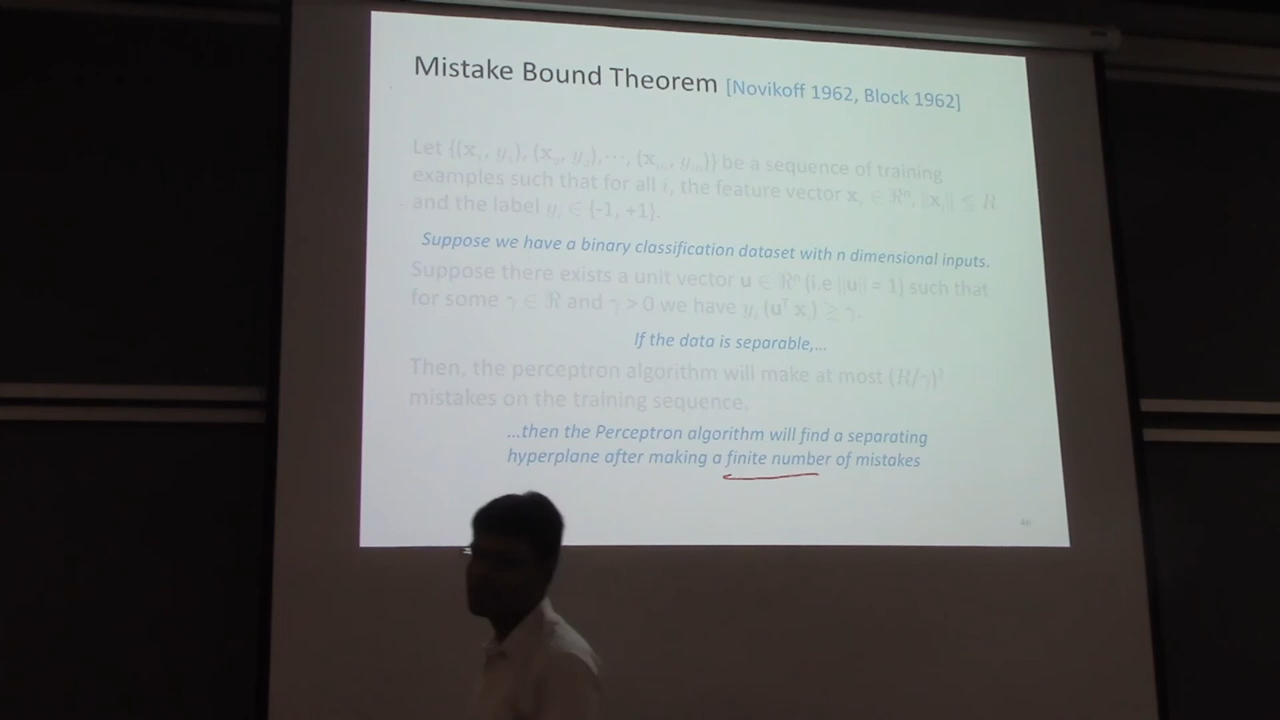 Mistake Bound Theorem [Novikoff 1962, Block 1962]
Let {(x₁, y₁), (x₂, y₂),⋯, (xₘ, yₘ)} be a sequence of training
examples such that for all i, the feature vector xᵢ ∈ ℜⁿ, ||xᵢ|| ≤ R
and the label yᵢ ∈ {-1, +1}.
Suppose we have a binary classification dataset with n dimensional inputs.
Suppose there exists a unit vector u ∈ ℜⁿ (i.e ||u|| = 1) such that
for some γ ∈ ℜ and γ > 0 we have yᵢ (uᵀ xᵢ) ≥ γ.
If the data is separable,...
Then, the perceptron algorithm will make at most (R/γ)²
mistakes on the training sequence.
...then the Perceptron algorithm will find a separating
hyperplane after making a finite number of mistakes